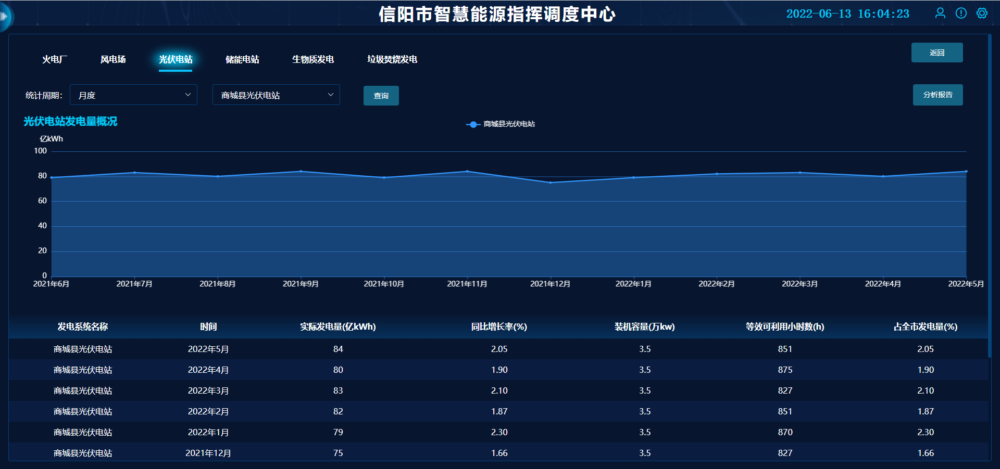 信阳市智慧能源指挥调度中心
2022-06-13 16:04:23
火电厂 风电场 光伏电站 储能电站 生物质发电 垃圾焚烧发电
返回
统计周期: 月度 商城县光伏电站 查询 分析报告
光伏电站发电量概况
商城县光伏电站
亿kWh
100
80
60
40
20
0
2021年6月 2021年7月 2021年8月 2021年9月 2021年10月 2021年11月 2021年12月 2022年1月 2022年2月 2022年3月 2022年4月 2022年5月
发电系统名称 时间 实际发电量(亿kWh) 同比增长率(%) 装机容量(万kw) 等效可利用小时数(h) 占全市发电量(%)
商城县光伏电站 2022年5月 84 2.05 3.5 851 2.05
商城县光伏电站 2022年4月 80 1.90 3.5 875 1.90
商城县光伏电站 2022年3月 83 2.10 3.5 827 2.10
商城县光伏电站 2022年2月 82 1.87 3.5 851 1.87
商城县光伏电站 2022年1月 79 2.30 3.5 870 2.30
商城县光伏电站 2021年12月 75 1.66 3.5 827 1.66